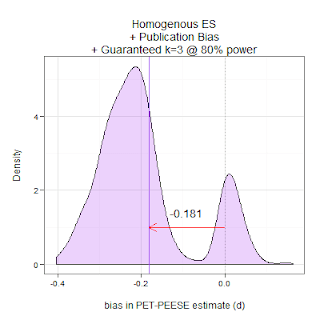 Homogenous ES
+ Publication Bias
+ Guaranteed k=3 @ 80% power
Density
4
2
0
-0.181
-0.4
-0.2
0.0
bias in PET-PEESE estimate (d)